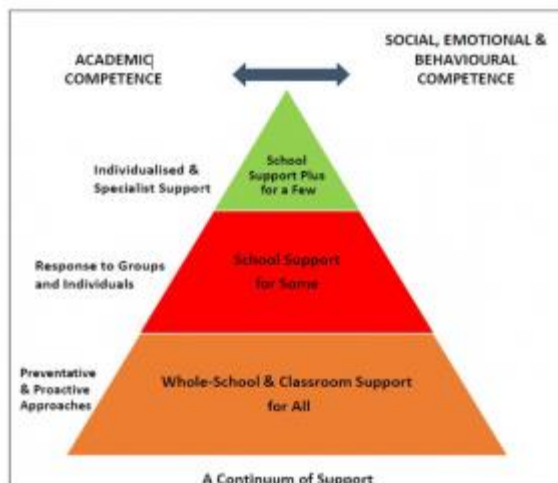 ACADEMIC
COMPETENCE
SOCIAL, EMOTIONAL &
BEHAVIOURAL
COMPETENCE
Individualised &
Specialist Support
School
Support Plus
for a Few
Response to Groups
and Individuals
School Support
for Some
Preventative
& Proactive
Approaches
Whole-School & Classroom Support
for All
A Continuum of Support